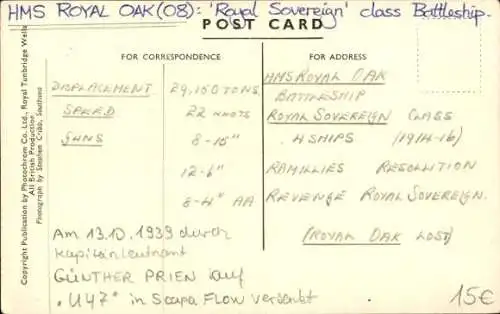 HMS ROYAL OAK (08): 'Royal Sovereign' class Battleship.
POST CARD
FOR CORRESPONDENCE
FOR ADDRESS
DISPLACEMENT 29,150 TONS
SPEED 22 KNOTS
GUNS 8-15"
12-6"
8-4" AA
HMS ROYAL OAK
BATTLESHIP
ROYAL SOVEREIGN CLASS
4 SHIPS (1914-16)
RAMILLIES RESOLUTION
REVENGE ROYAL SOVEREIGN.
(ROYAL OAK LOST)
Am 13.10.1939 durch
Kapitänleutnant
GÜNTHER PRIEN auf
"U47" in Scapa Flow versenkt
15€
Copyright Publication by Photochrom Co. Ltd., Royal Tunbridge Wells
All British Production
Photograph by Stephen Cribb, Southsea